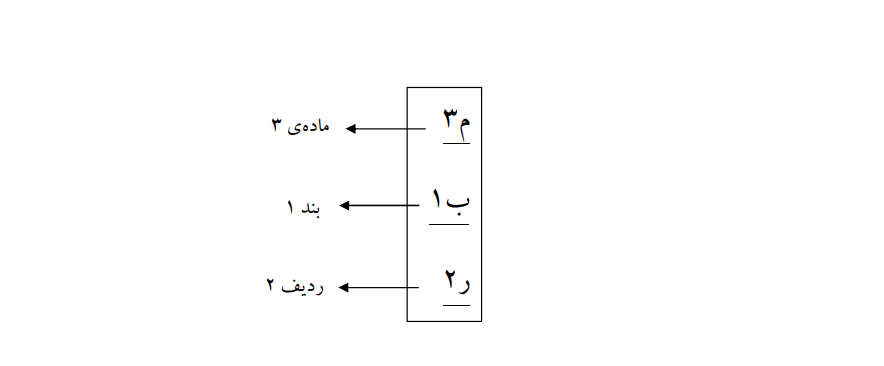 م۳ ماده‌ی ۳
ب۱ بند ۱
ر۲ ردیف ۲